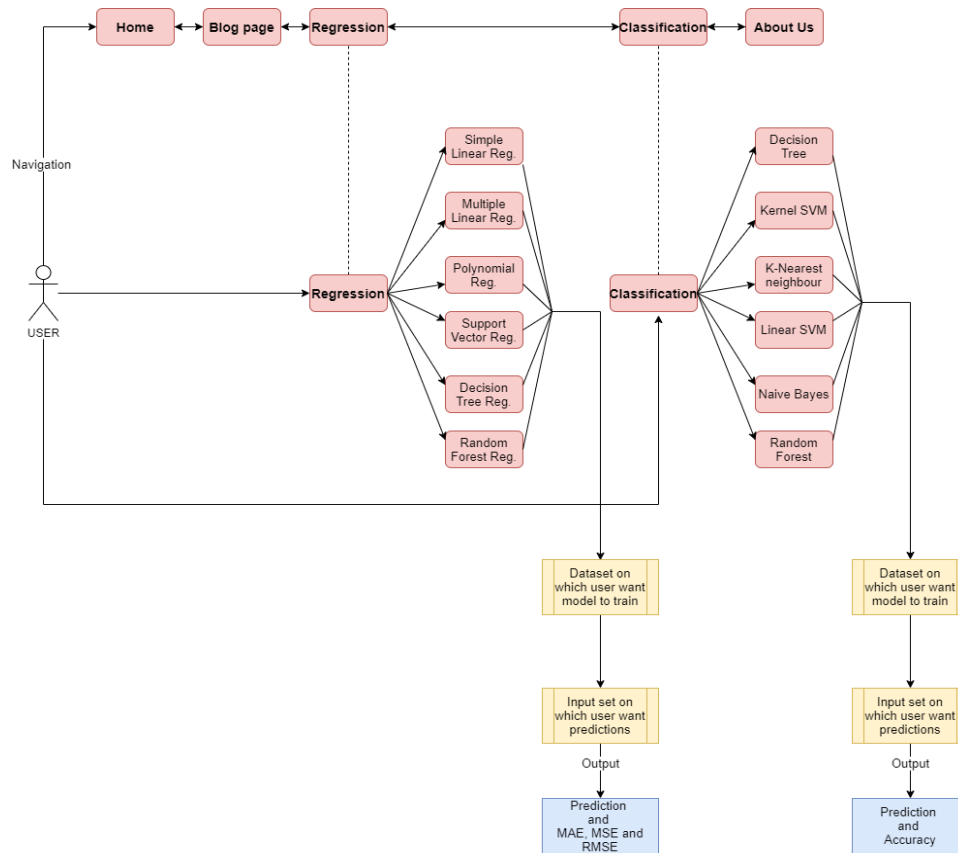 Home
Blog page
Regression
Classification
About Us
Navigation
USER
Regression
Simple
Linear Reg.
Multiple
Linear Reg.
Polynomial
Reg.
Support
Vector Reg.
Decision
Tree Reg.
Random
Forest Reg.
Classification
Decision
Tree
Kernel SVM
K-Nearest
neighbour
Linear SVM
Naive Bayes
Random
Forest
Dataset on
which user want
model to train
Input set on
which user want
predictions
Output
Prediction
and
MAE, MSE and
RMSE
Dataset on
which user want
model to train
Input set on
which user want
predictions
Output
Prediction
and
Accuracy